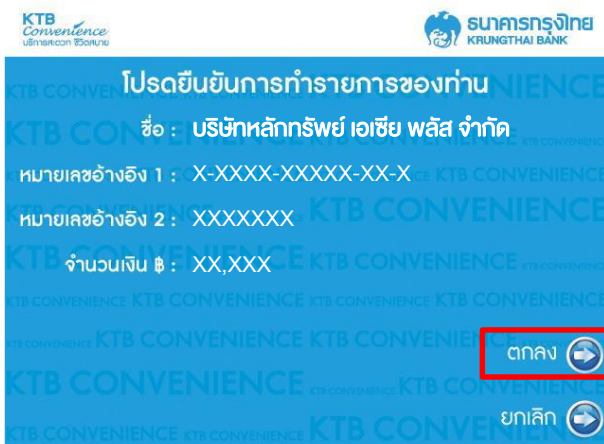 KTB
Convenience
บริการสะดวก ชีวิตสบาย
ธนาคารกรุงไทย
KRUNGTHAI BANK
โปรดยืนยันการทำรายการของท่าน
ชื่อ : บริษัทหลักทรัพย์ เอเซีย พลัส จำกัด
หมายเลขอ้างอิง 1 : X-XXXX-XXXXX-XX-X
หมายเลขอ้างอิง 2 : XXXXXXX
จำนวนเงิน ฿ : XX,XXX
ตกลง
ยกเลิก